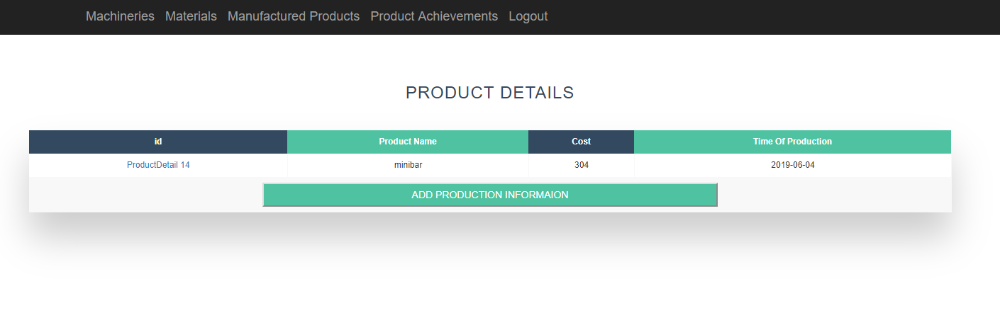 Machineries Materials Manufactured Products Product Achievements Logout
PRODUCT DETAILS
id Product Name Cost Time Of Production
ProductDetail 14 minibar 304 2019-06-04
ADD PRODUCTION INFORMAION